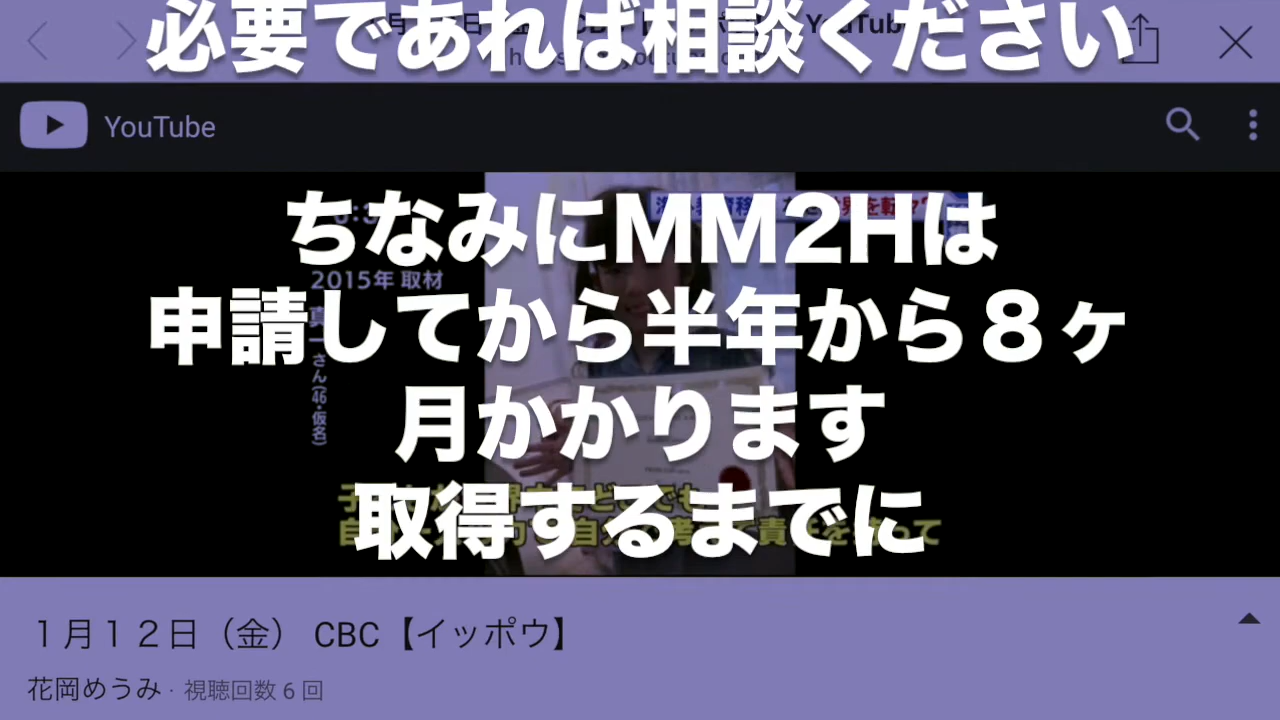 必要であれば相談ください
YouTube
ちなみにMM2Hは
2015年 取材
申請してから半年から８ヶ
さん(46・仮名)
月かかります
取得するまでに
１月１２日（金） CBC【イッポウ】
花岡めうみ · 視聴回数 6 回